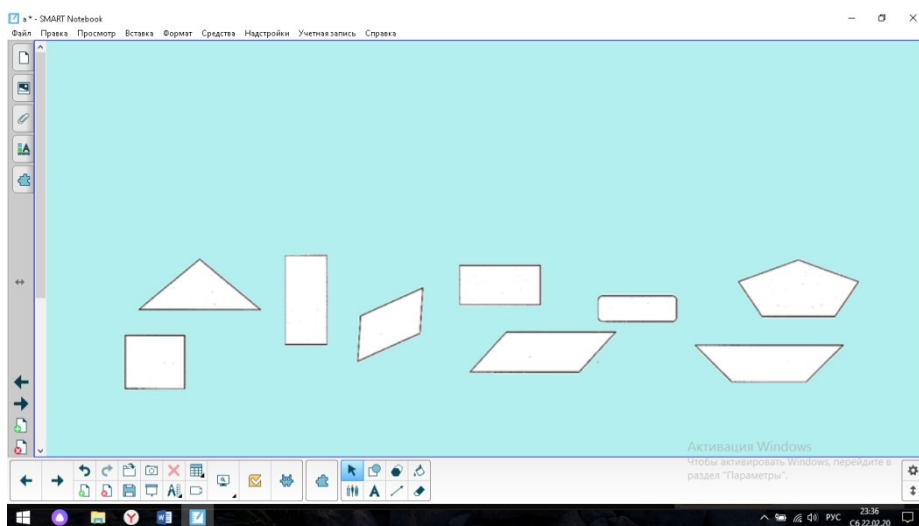 в * - SMART Notebook
Файл Правка Просмотр Вставка Формат Средства Надстройки Учетная запись Справка
Активация Windows
Чтобы активировать Windows, перейдите в
раздел "Параметры".
РУС
23:36
Сб 22.02.20